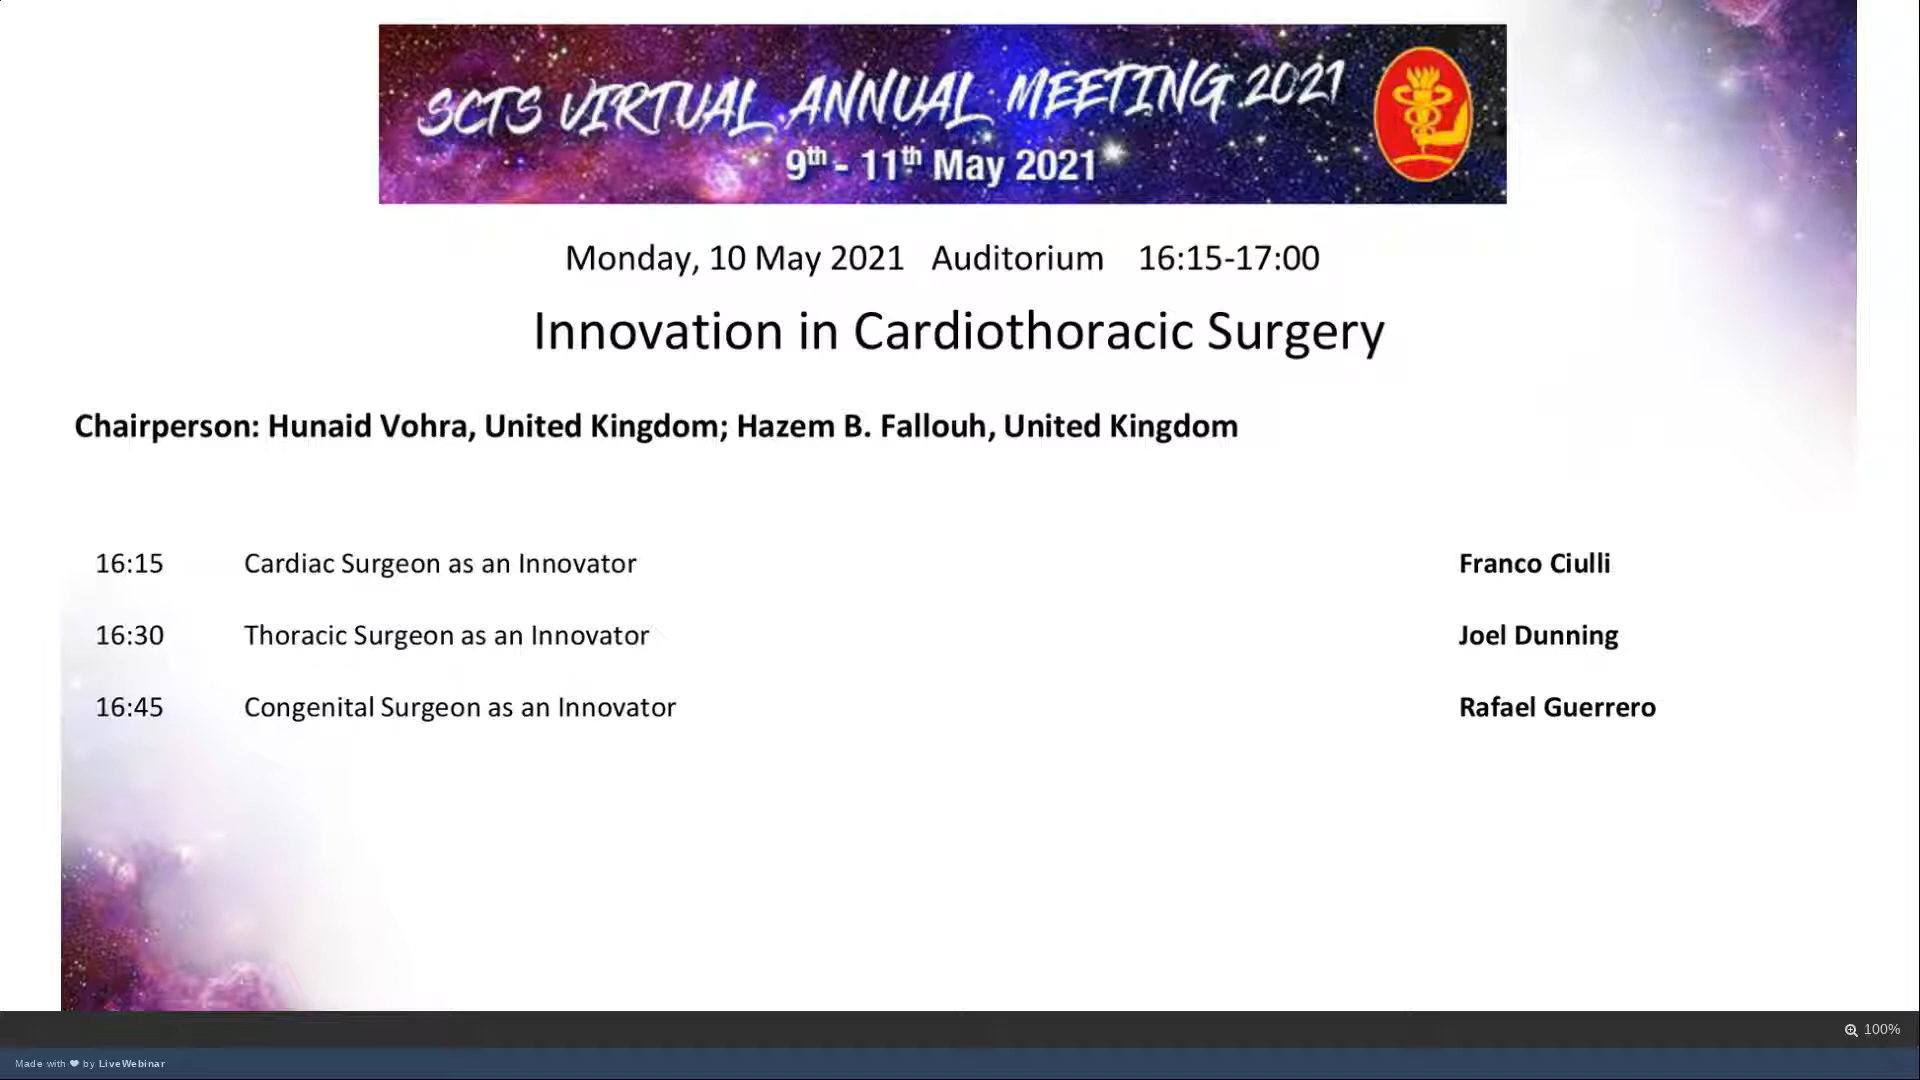 SCTS VIRTUAL ANNUAL MEETING 2021
9th - 11th May 2021
Monday, 10 May 2021 Auditorium 16:15-17:00
Innovation in Cardiothoracic Surgery
Chairperson: Hunaid Vohra, United Kingdom; Hazem B. Fallouh, United Kingdom
16:15 Cardiac Surgeon as an Innovator Franco Ciulli
16:30 Thoracic Surgeon as an Innovator Joel Dunning
16:45 Congenital Surgeon as an Innovator Rafael Guerrero
100%
Made with ❤ by LiveWebinar